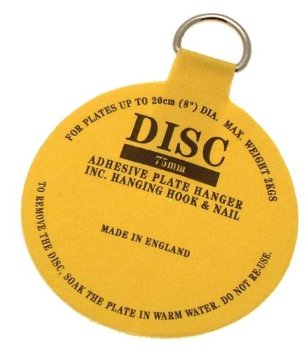 FOR PLATES UP TO 20cm (8") DIA. MAX. WEIGHT 2KGS
DISC
75mm
ADHESIVE PLATE HANGER
INC. HANGING HOOK & NAIL
MADE IN ENGLAND
TO REMOVE THE DISC, SOAK THE PLATE IN WARM WATER. DO NOT RE-USE.